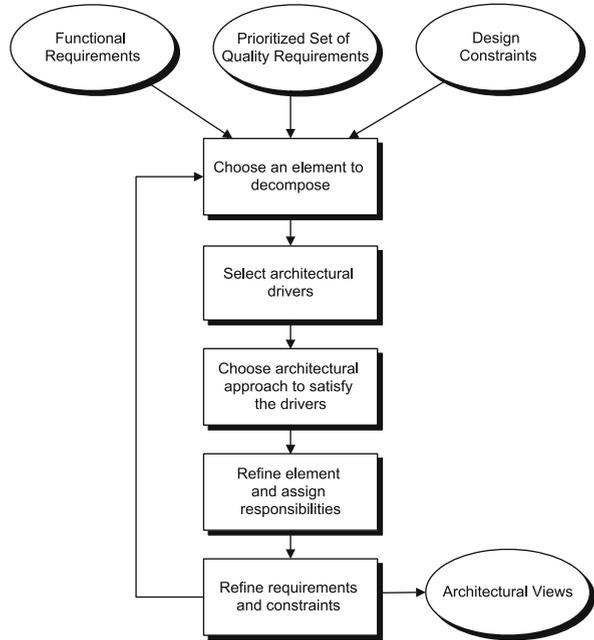 Functional
Requirements
Prioritized Set of
Quality Requirements
Design
Constraints
Choose an element to
decompose
Select architectural
drivers
Choose architectural
approach to satisfy
the drivers
Refine element
and assign
responsibilities
Refine requirements
and constraints
Architectural Views